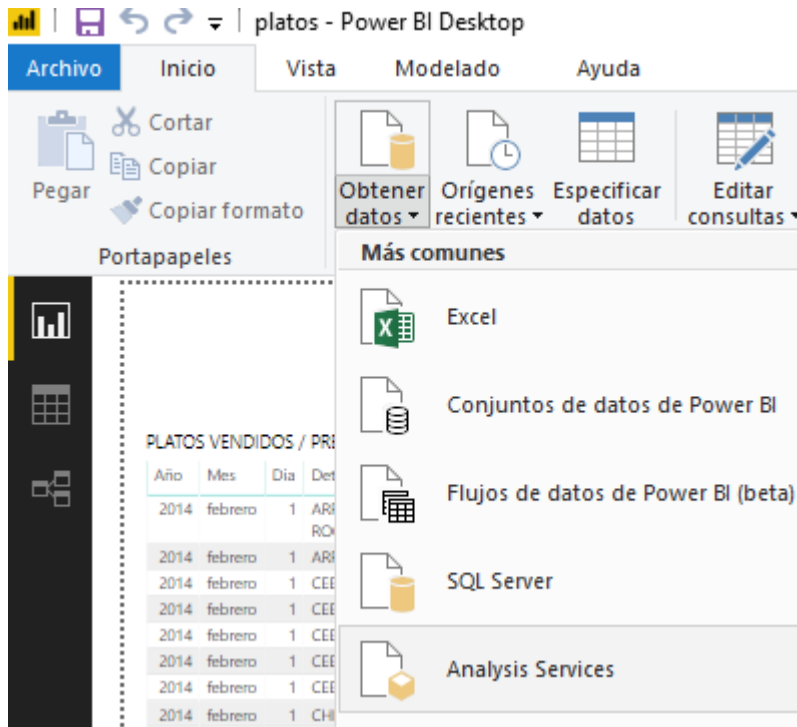 platos - Power BI Desktop
Archivo Inicio Vista Modelado Ayuda
Pegar
Cortar
Copiar
Copiar formato
Portapapeles
Obtener datos
Orígenes recientes
Especificar datos
Editar consultas
Más comunes
Excel
Conjuntos de datos de Power BI
Flujos de datos de Power BI (beta)
SQL Server
Analysis Services
PLATOS VENDIDOS /
Año Mes Dia
2014 febrero 1
2014 febrero 1
2014 febrero 1
2014 febrero 1
2014 febrero 1
2014 febrero 1
2014 febrero 1
2014 febrero 1